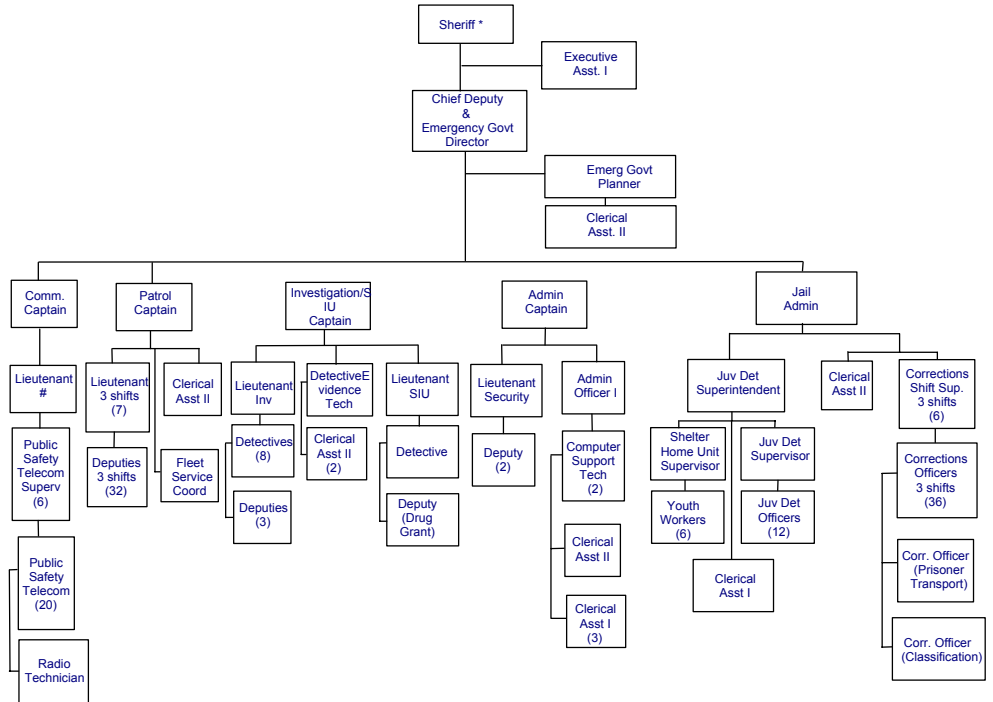 Sheriff *
Executive
Asst. I
Chief Deputy
&
Emergency Govt
Director
Emerg Govt
Planner
Clerical
Asst. II
Comm.
Captain
Patrol
Captain
Investigation/S
IU
Captain
Admin
Captain
Jail
Admin
Lieutenant
#
Public
Safety
Telecom
Superv
(6)
Public
Safety
Telecom
(20)
Radio
Technician
Lieutenant
3 shifts
(7)
Deputies
3 shifts
(32)
Clerical
Asst II
Fleet
Service
Coord
Lieutenant
Inv
Detectives
(8)
Deputies
(3)
DetectiveE
vidence
Tech
Clerical
Asst II
(2)
Lieutenant
SIU
Detective
Deputy
(Drug
Grant)
Lieutenant
Security
Deputy
(2)
Admin
Officer I
Computer
Support
Tech
(2)
Clerical
Asst II
Clerical
Asst I
(3)
Juv Det
Superintendent
Shelter
Home Unit
Supervisor
Youth
Workers
(6)
Juv Det
Supervisor
Juv Det
Officers
(12)
Clerical
Asst I
Clerical
Asst II
Corrections
Shift Sup.
3 shifts
(6)
Corrections
Officers
3 shifts
(36)
Corr. Officer
(Prisoner
Transport)
Corr. Officer
(Classification)